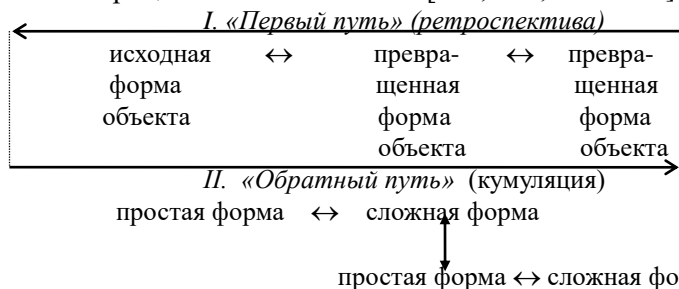 I. «Первый путь» (ретроспектива)
исходная ↔ превра- ↔ превра-
форма щенная щенная
объекта форма форма
объекта объекта
II. «Обратный путь» (кумуляция)
простая форма ↔ сложная форма
простая форма ↔ сложная фо